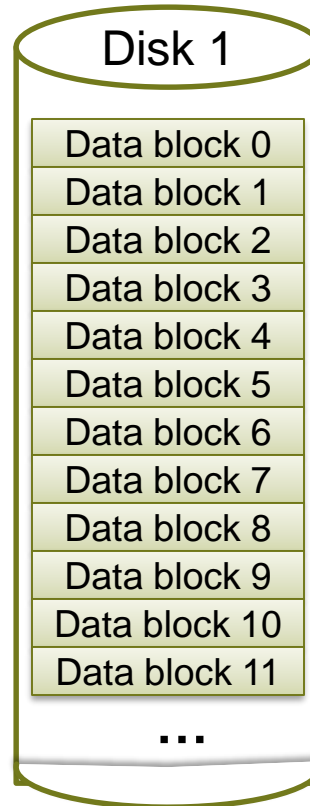 Disk 1
Data block 0
Data block 1
Data block 2
Data block 3
Data block 4
Data block 5
Data block 6
Data block 7
Data block 8
Data block 9
Data block 10
Data block 11
...